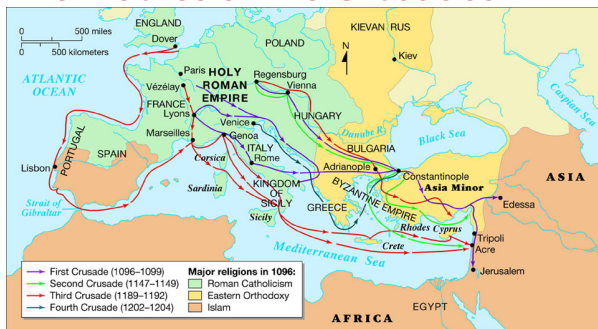 0 500 miles
0 500 kilometers
ENGLAND
Dover
KIEVAN RUS
POLAND
N
Kiev
ATLANTIC
OCEAN
Paris
HOLY
ROMAN
EMPIRE
Regensburg
Vienna
Vézélay
FRANCE
Lyons
HUNGARY
Venice
Marseilles
Genoa
Danube R.
Black Sea
Caspian Sea
PORTUGAL
SPAIN
Corsica
ITALY
Rome
BULGARIA
Adrianople
Constantinople
Lisbon
Sardinia
KINGDOM
OF
SICILY
BYZANTINE EMPIRE
Asia Minor
ASIA
Edessa
Strait of
Gibraltar
Sicily
GREECE
Rhodes
Cyprus
Crete
Tripoli
Acre
Mediterranean Sea
Jerusalem
First Crusade (1096–1099)
Second Crusade (1147–1149)
Third Crusade (1189–1192)
Fourth Crusade (1202–1204)
Major religions in 1096:
Roman Catholicism
Eastern Orthodoxy
Islam
EGYPT
AFRICA